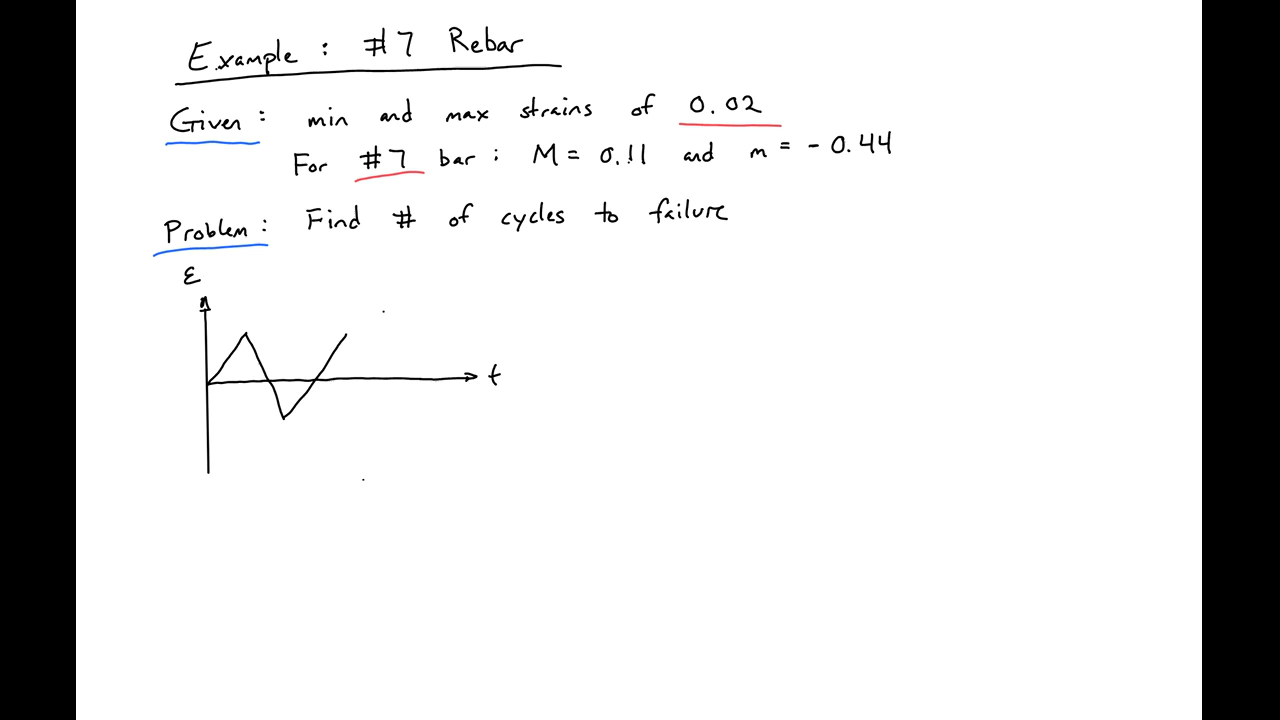 Example : #7 Rebar
Given : min and max strains of 0.02
For #7 bar : M = 0.11 and m = - 0.44
Problem : Find # of cycles to failure
ε
t